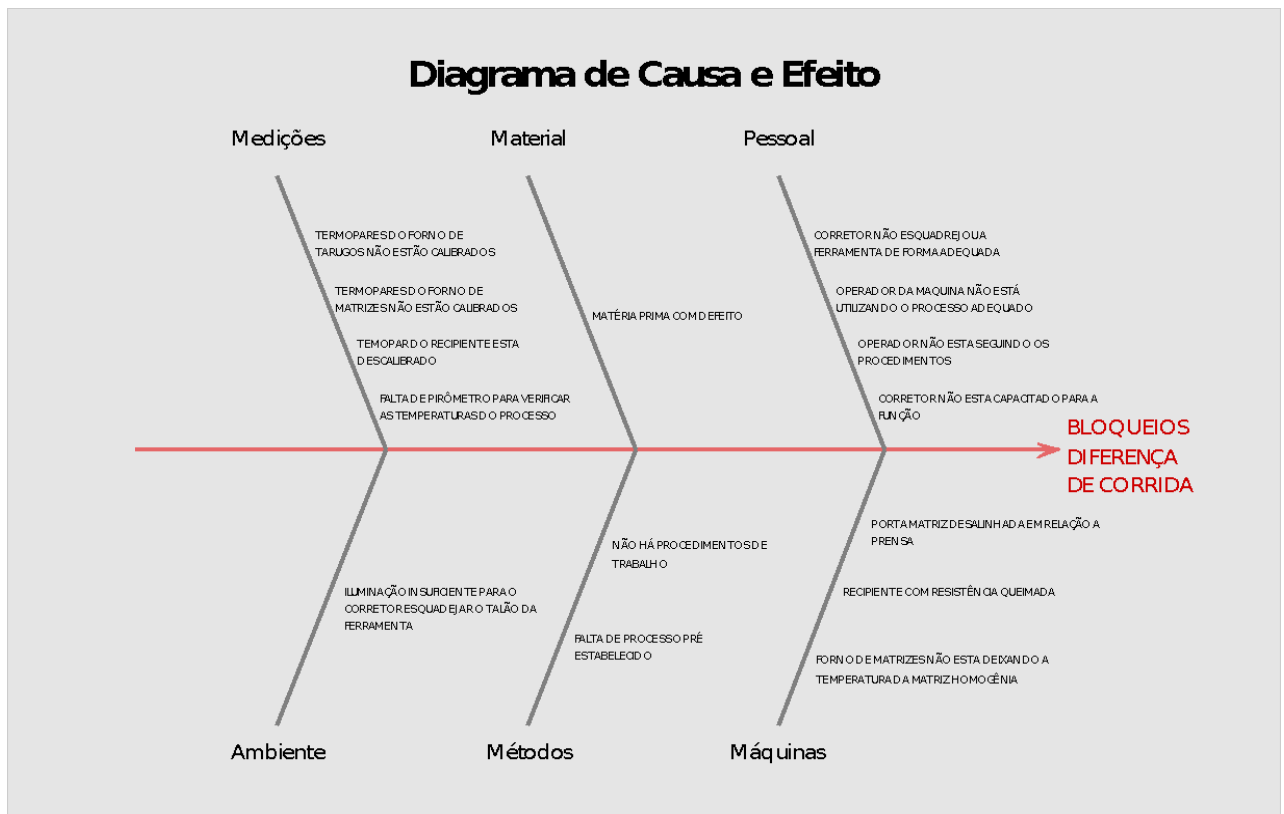 Diagrama de Causa e Efeito
Medições
Material
Pessoal
TERMOPARES DO FORNO DE
TARUGOS NÃO ESTÃO CALIBRADOS
TERMOPARES DO FORNO DE
MATRIZES NÃO ESTÃO CALIBRADOS
TEMOPAR DO RECIPIENTE ESTA
DESCALIBRADO
FALTA DE PIRÔMETRO PARA VERIFICAR
AS TEMPERATURAS DO PROCESSO
MATÉRIA PRIMA COM DEFEITO
CORRETOR NÃO ESQUADREJOU A
FERRAMENTA DE FORMA ADEQUADA
OPERADOR DA MAQUINA NÃO ESTÁ
UTILIZANDO O PROCESSO ADEQUADO
OPERADOR NÃO ESTA SEGUINDO OS
PROCEDIMENTOS
CORRETOR NÃO ESTA CAPACITADO PARA A
FUNÇÃO
BLOQUEIOS
DIFERENÇA
DE CORRIDA
ILUMINAÇÃO INSUFICIENTE PARA O
CORRETOR ESQUADEJAR O TALÃO DA
FERRAMENTA
NÃO HÁ PROCEDIMENTOS DE
TRABALHO
FALTA DE PROCESSO PRÉ
ESTABELECIDO
PORTA MATRIZ DESALINHADA EM RELAÇÃO A
PRENSA
RECIPIENTE COM RESISTÊNCIA QUEIMADA
FORNO DE MATRIZES NÃO ESTA DEIXANDO A
TEMPERATURA DA MATRIZ HOMOGÊNIA
Ambiente
Métodos
Máquinas